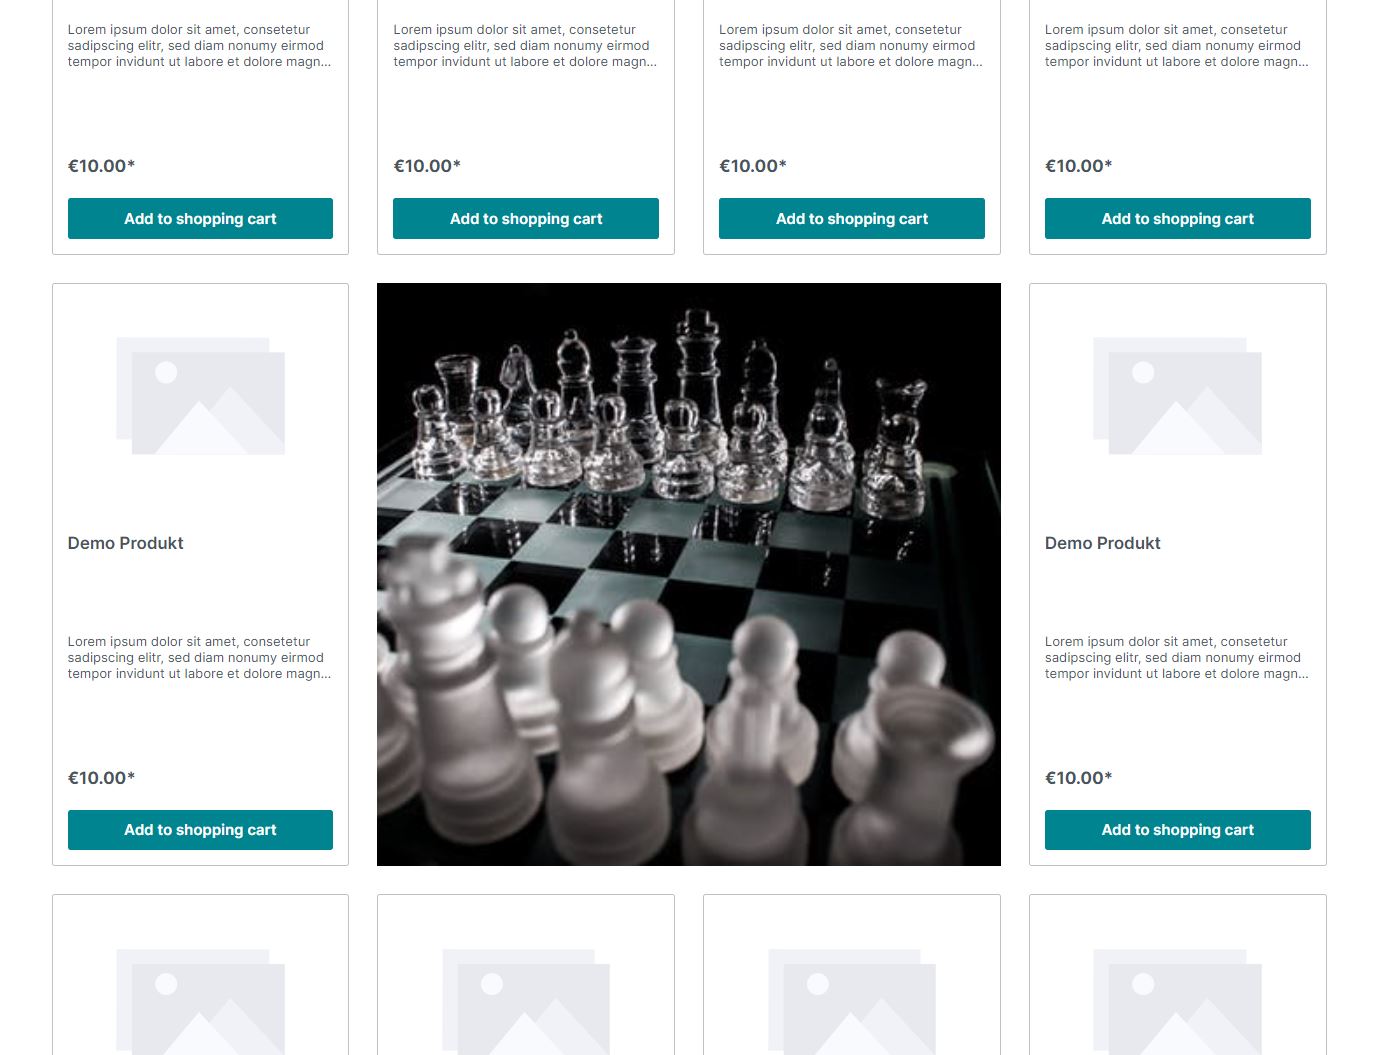 Lorem ipsum dolor sit amet, consetetur
sadipscing elitr, sed diam nonumy eirmod
tempor invidunt ut labore et dolore magn...
€10.00*
Add to shopping cart
Lorem ipsum dolor sit amet, consetetur
sadipscing elitr, sed diam nonumy eirmod
tempor invidunt ut labore et dolore magn...
€10.00*
Add to shopping cart
Lorem ipsum dolor sit amet, consetetur
sadipscing elitr, sed diam nonumy eirmod
tempor invidunt ut labore et dolore magn...
€10.00*
Add to shopping cart
Lorem ipsum dolor sit amet, consetetur
sadipscing elitr, sed diam nonumy eirmod
tempor invidunt ut labore et dolore magn...
€10.00*
Add to shopping cart
Demo Produkt
Lorem ipsum dolor sit amet, consetetur
sadipscing elitr, sed diam nonumy eirmod
tempor invidunt ut labore et dolore magn...
€10.00*
Add to shopping cart
Demo Produkt
Lorem ipsum dolor sit amet, consetetur
sadipscing elitr, sed diam nonumy eirmod
tempor invidunt ut labore et dolore magn...
€10.00*
Add to shopping cart